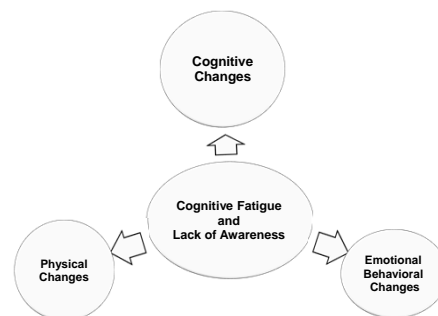 Cognitive
Changes
Cognitive Fatigue
and
Lack of Awareness
Physical
Changes
Emotional
Behavioral
Changes